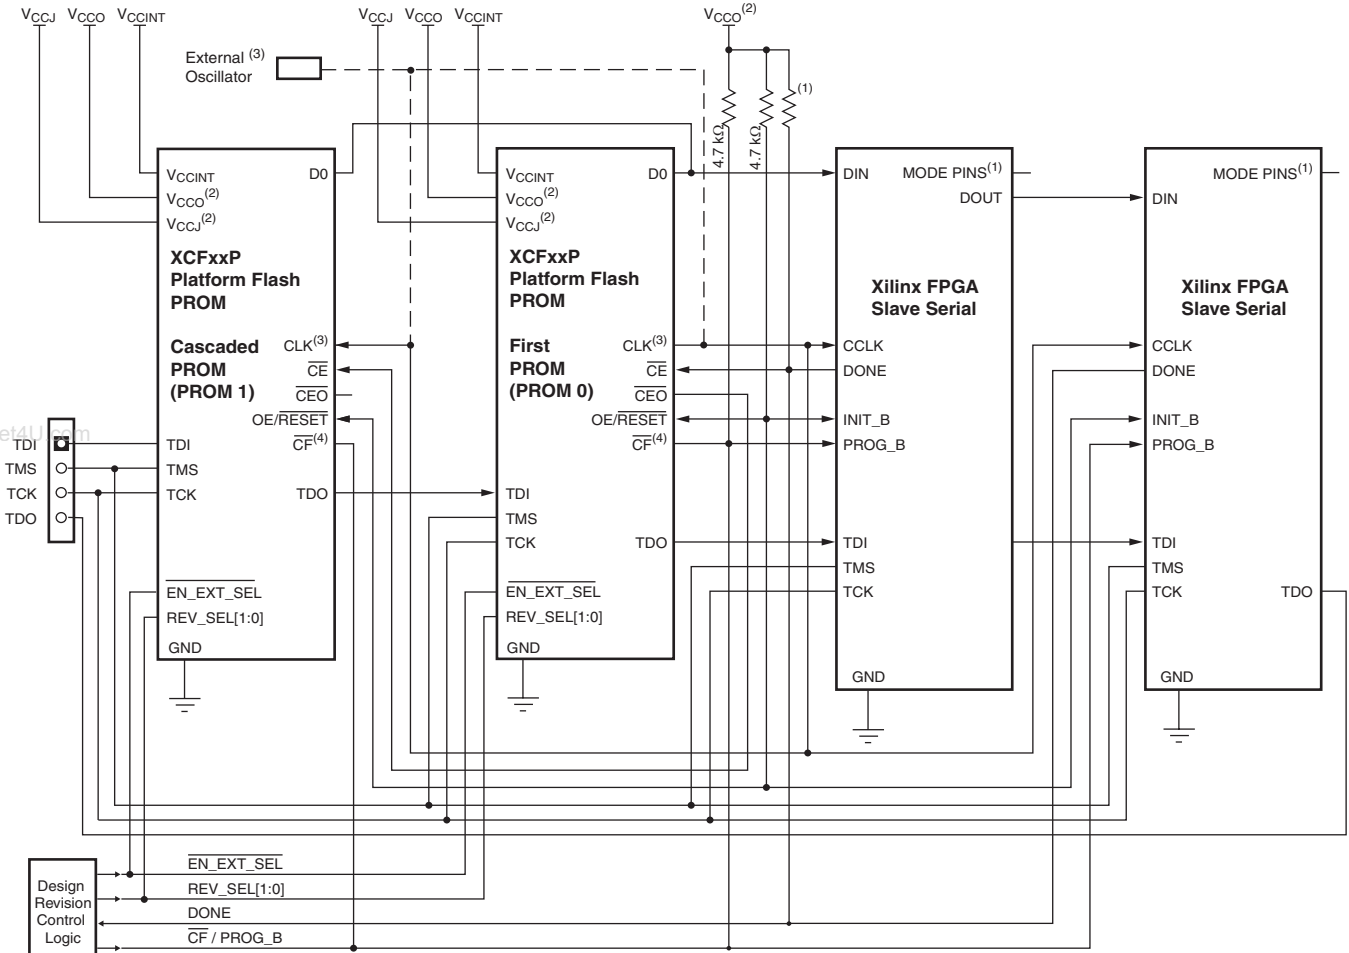 VCCJ VCCO VCCINT
VCCJ VCCO VCCINT
VCCO(2)
External (3)
Oscillator
(1)
4.7 kΩ
4.7 kΩ
VCCINT
VCCO(2)
VCCJ(2)
D0
XCFxxP
Platform Flash
PROM
Cascaded
PROM
(PROM 1)
CLK(3)
CE
CEO
OE/RESET
CF(4)
TDI
TMS
TCK
TDO
EN_EXT_SEL
REV_SEL[1:0]
GND
et4U.com
TDI
TMS
TCK
TDO
VCCINT
VCCO(2)
VCCJ(2)
D0
XCFxxP
Platform Flash
PROM
First
PROM
(PROM 0)
CLK(3)
CE
CEO
OE/RESET
CF(4)
TDI
TMS
TCK
TDO
EN_EXT_SEL
REV_SEL[1:0]
GND
DIN
MODE PINS(1)
DOUT
Xilinx FPGA
Slave Serial
CCLK
DONE
INIT_B
PROG_B
TDI
TMS
TCK
GND
MODE PINS(1)
DIN
Xilinx FPGA
Slave Serial
CCLK
DONE
INIT_B
PROG_B
TDI
TMS
TCK
TDO
GND
Design
Revision
Control
Logic
EN_EXT_SEL
REV_SEL[1:0]
DONE
CF / PROG_B